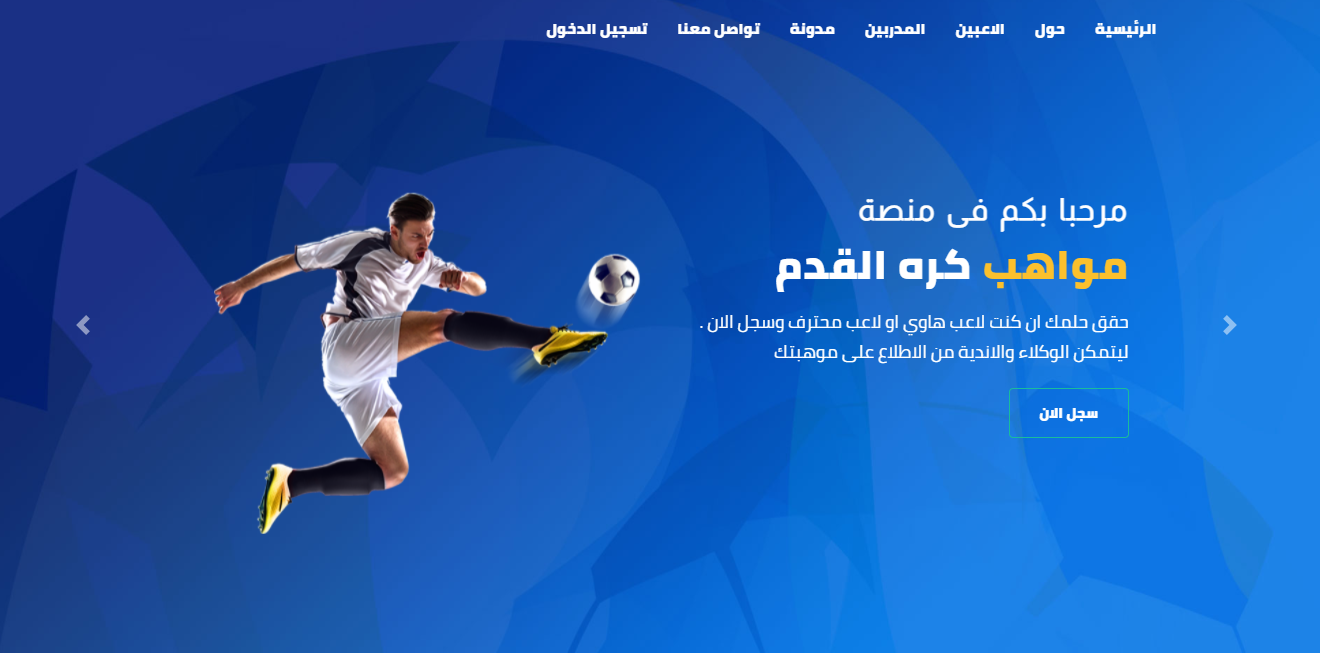 الرئيسية حول الاعبين المدربين مدونة تواصل معنا تسجيل الدخول
مرحبا بكم فى منصة
مواهب كره القدم
حقق حلمك ان كنت لاعب هاوي او لاعب محترف وسجل الان .
ليتمكن الوكلاء والاندية من الاطلاع على موهبتك
سجل الان